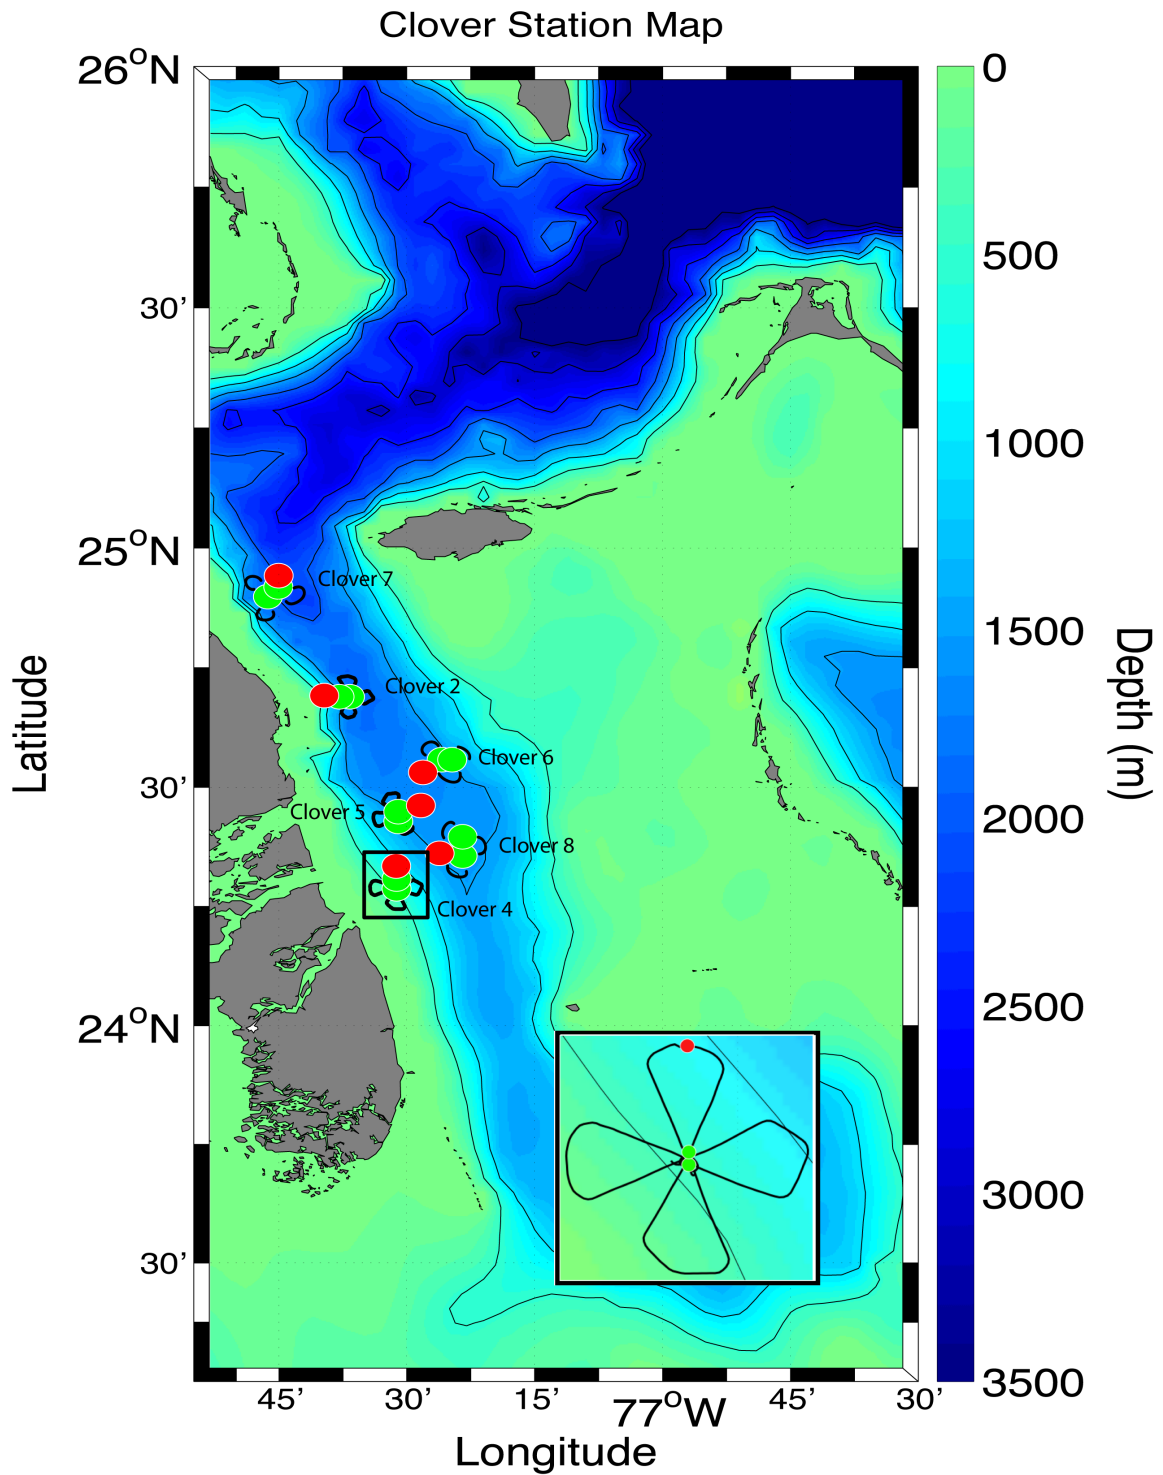 Clover Station Map
26°N
30'
25°N
30'
24°N
30'
Latitude
Clover 7
Clover 2
Clover 6
Clover 5
Clover 8
Clover 4
45'
30'
15'
77°W
45'
30'
Longitude
0
500
1000
1500
2000
2500
3000
3500
Depth (m)